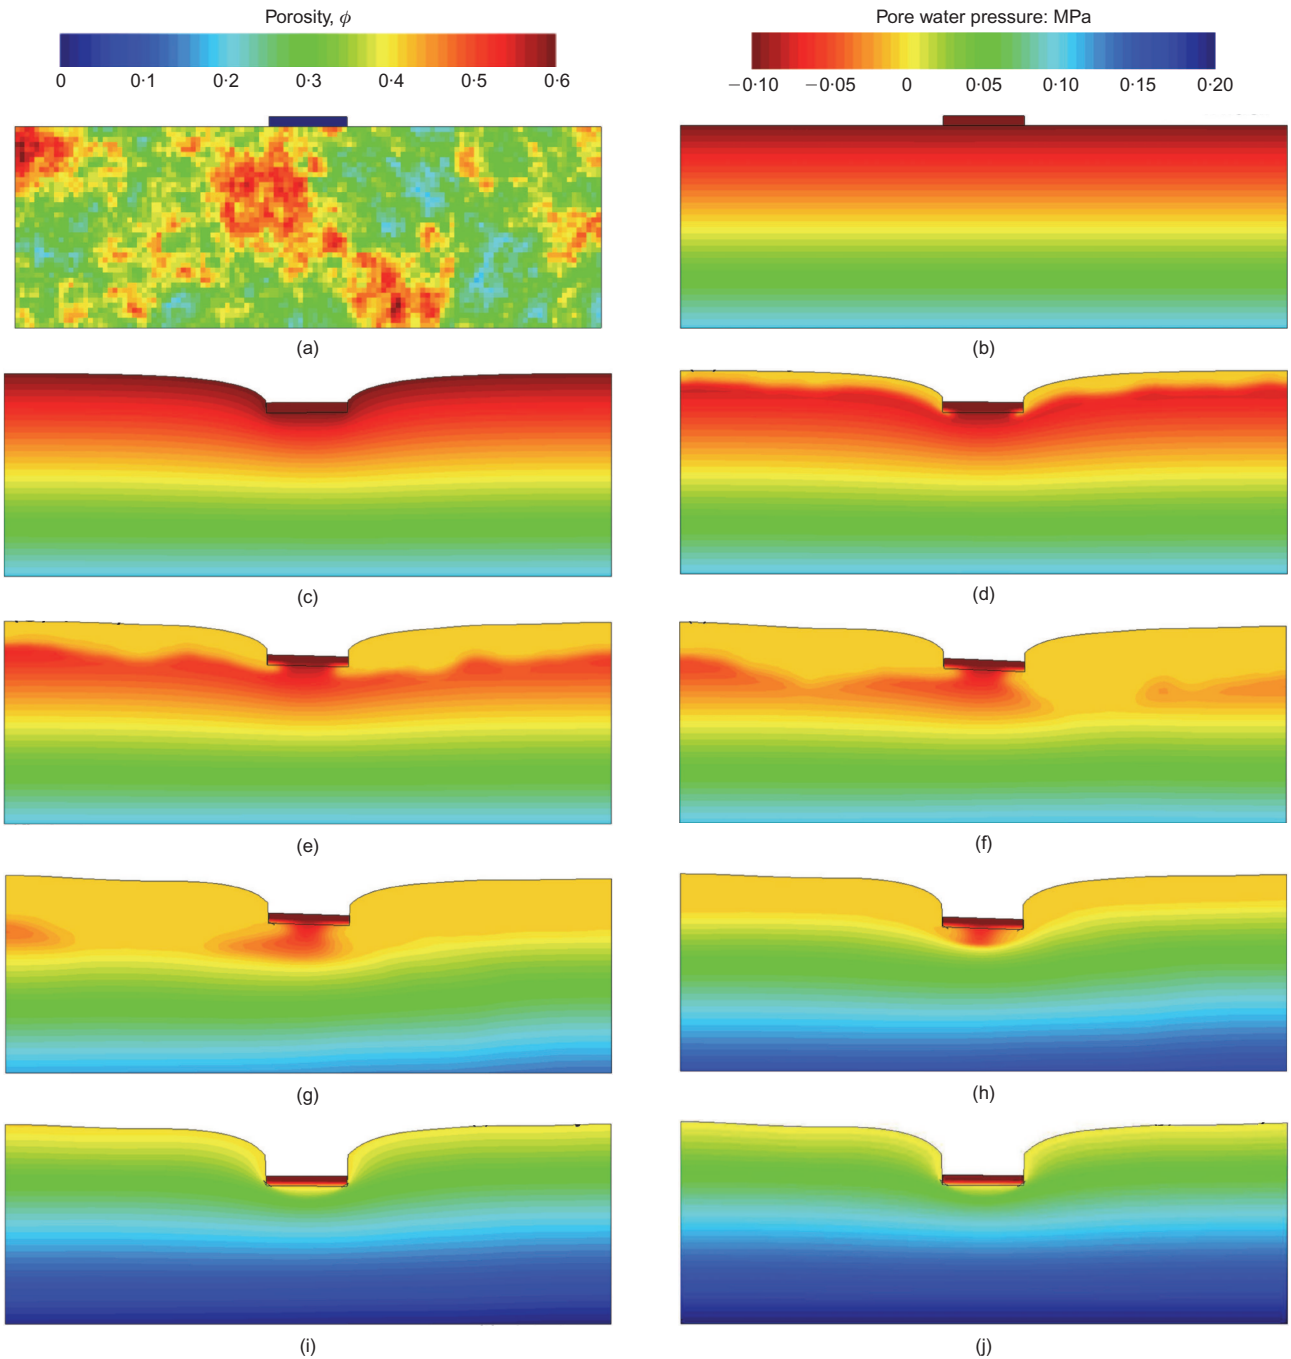 Porosity, ϕ
0 0·1 0·2 0·3 0·4 0·5 0·6
Pore water pressure: MPa
−0·10 −0·05 0 0·05 0·10 0·15 0·20
(a)
(b)
(c)
(d)
(e)
(f)
(g)
(h)
(i)
(j)